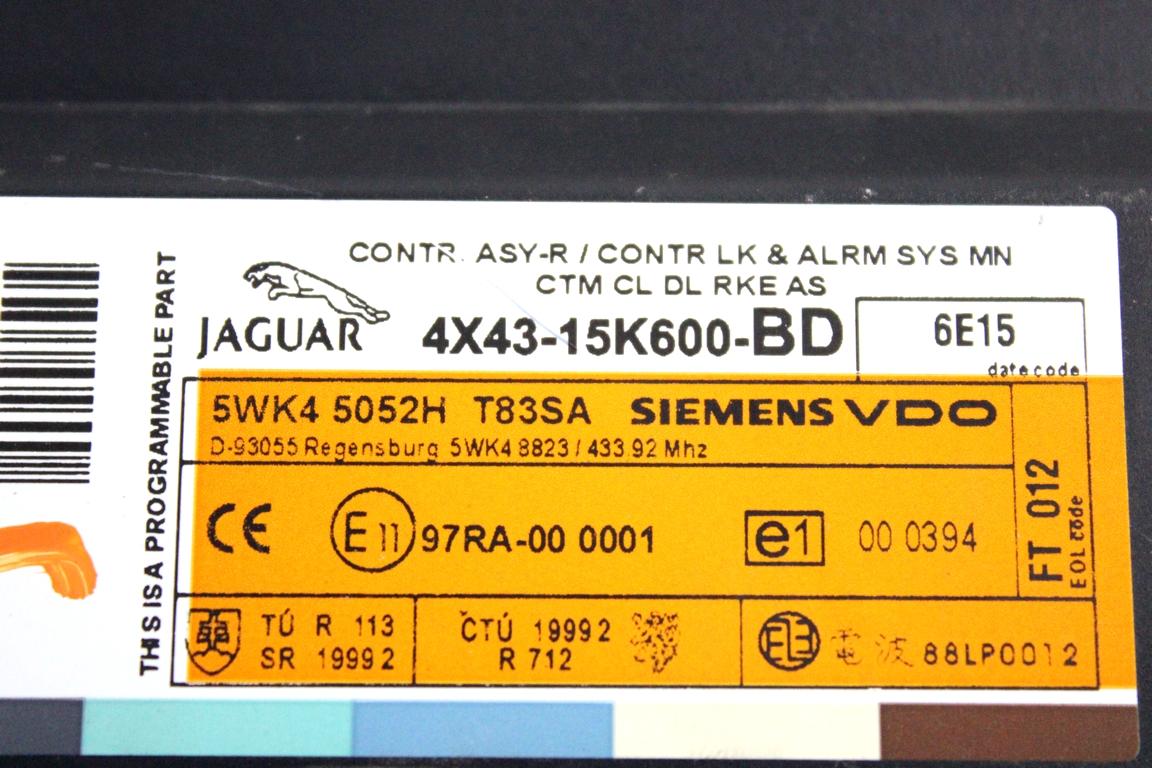 CONTR. ASY-R / CONTR LK & ALRM SYS MN
CTM CL DL RKE AS
JAGUAR
4X43-15K600-BD
6E15
date code
THIS IS A PROGRAMMABLE PART
5WK4 5052H T83SA SIEMENS VDO
D-93055 Regensburg 5WK4 8823 / 433.92 Mhz
CE E11 97RA-00 0001 e1 00 0394
FT 012
EOL code
TÚ R 113
SR 1999 2
ČTÚ 1999 2
R 712
電波 88LP0012